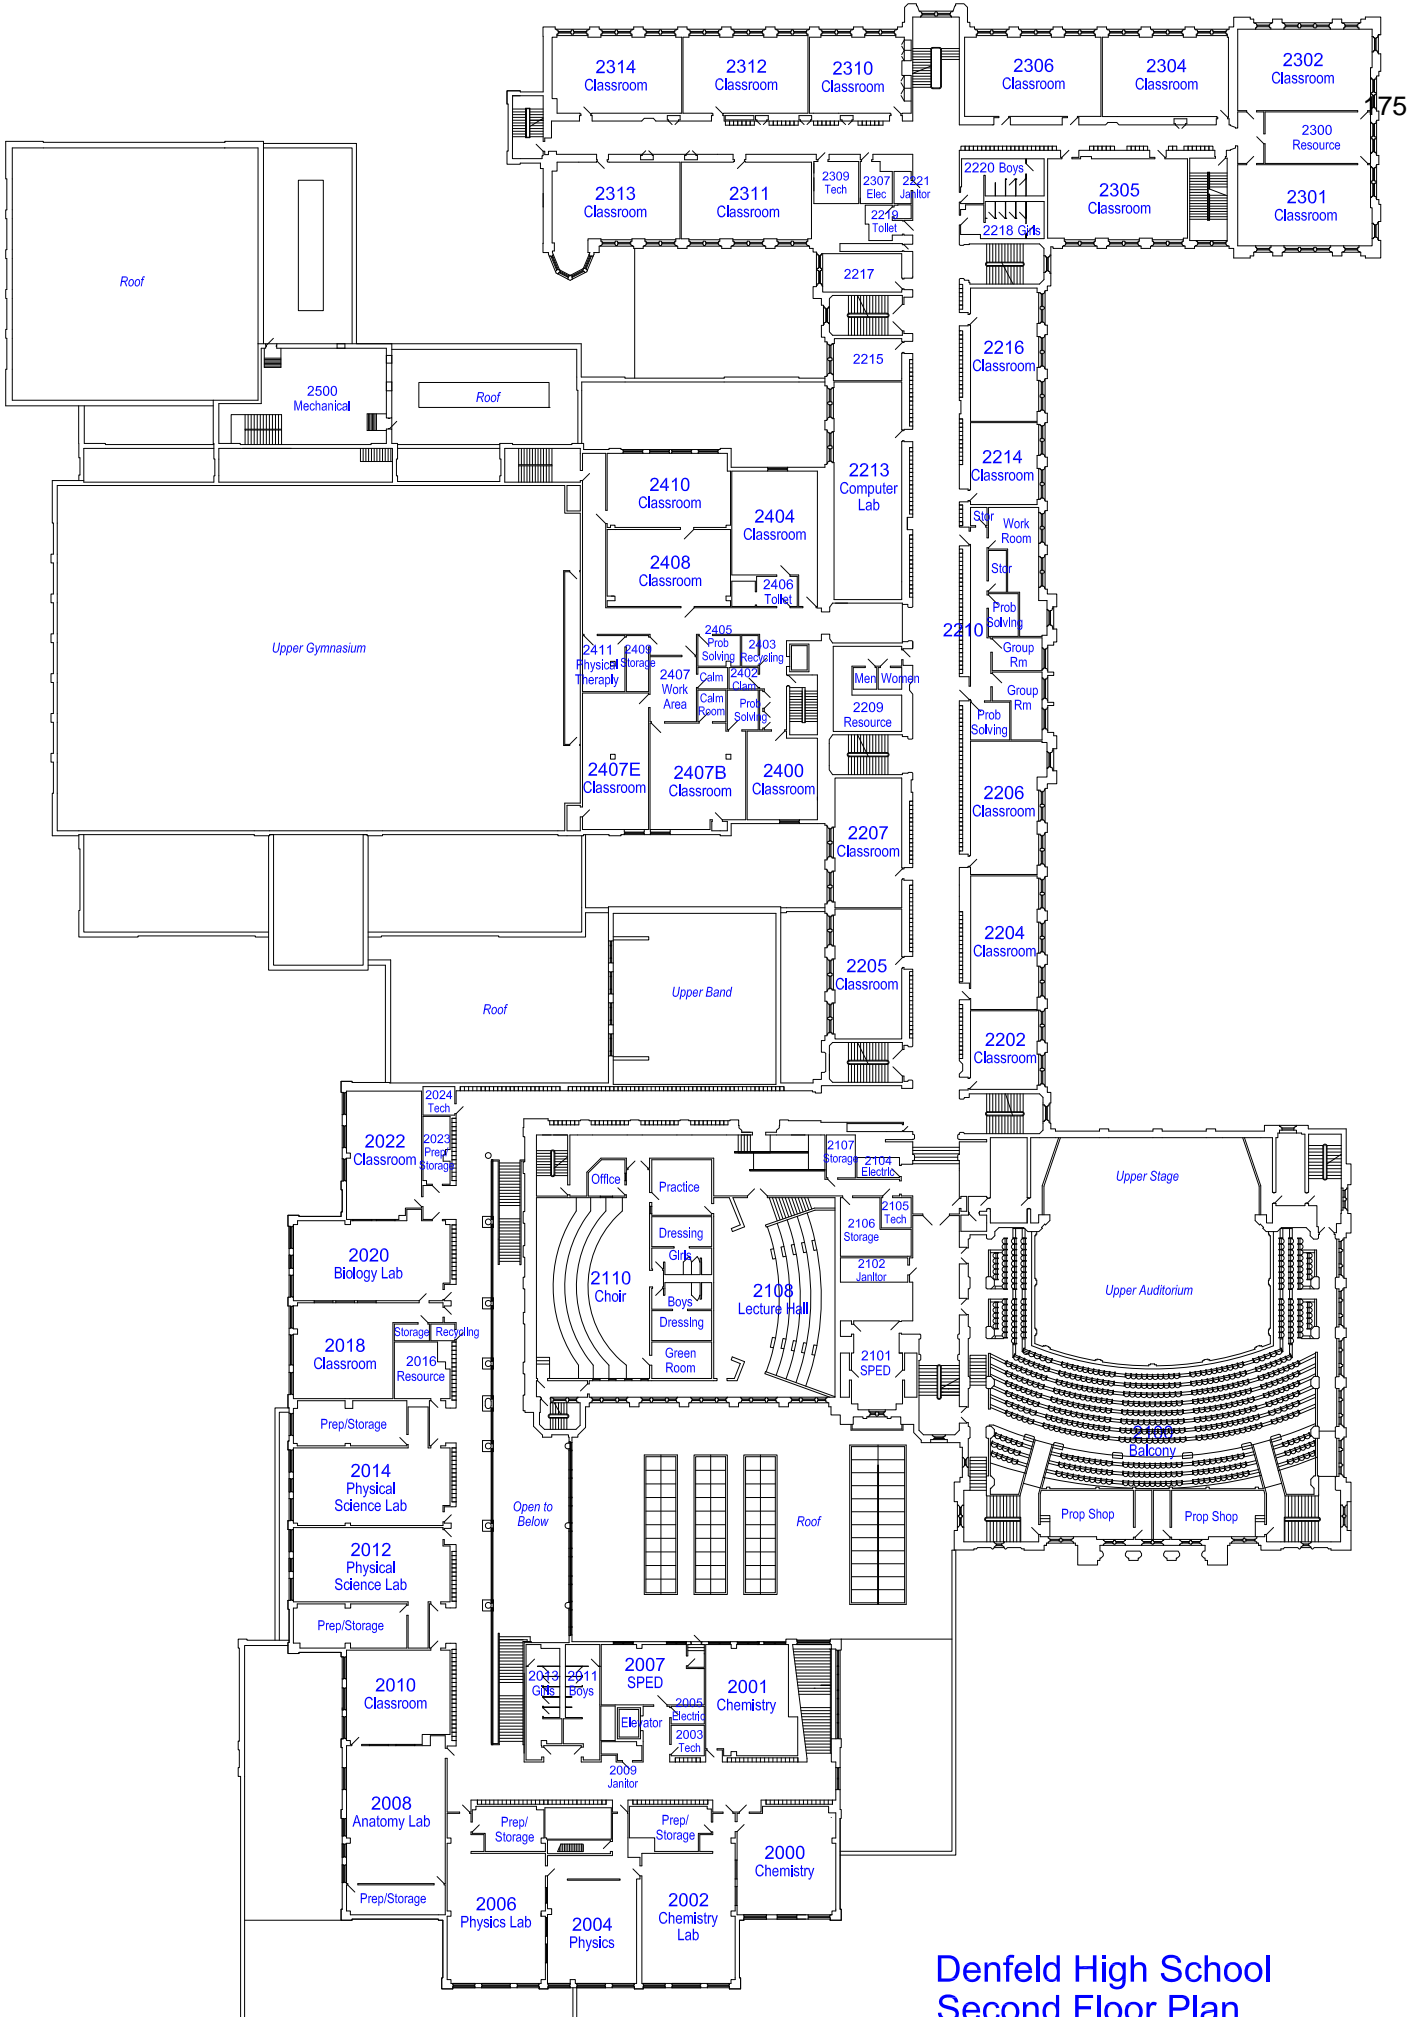 2314
Classroom
2312
Classroom
2310
Classroom
2306
Classroom
2304
Classroom
2302
Classroom
175
2300
Resource
2313
Classroom
2311
Classroom
2309
Tech
2307
Elec
2221
Janitor
2219
Toilet
2220 Boys
2218 Girls
2305
Classroom
2301
Classroom
Roof
2217
2215
2216
Classroom
2500
Mechanical
Roof
2410
Classroom
2404
Classroom
2408
Classroom
2406
Toilet
2213
Computer
Lab
2214
Classroom
Stor
Work
Room
Stor
Prob
Solving
2210
Group
Rm
Group
Rm
Prob
Solving
Upper Gymnasium
2411
Physical
Therapy
2409
Storage
2405
Prob
Solving
2403
Recycling
2407
Work
Area
Calm
2402
Clam
Calm
Room
Prob
Solving
Men
Women
2209
Resource
2407E
Classroom
2407B
Classroom
2400
Classroom
2206
Classroom
2207
Classroom
2204
Classroom
2205
Classroom
Roof
Upper Band
2202
Classroom
2024
Tech
2022
Classroom
2023
Prep/
Storage
2107
Storage
2104
Electric
Office
Practice
2105
Tech
2106
Storage
Upper Stage
2020
Biology Lab
Dressing
Girls
2110
Choir
Boys
Dressing
2108
Lecture Hall
2102
Janitor
Upper Auditorium
2018
Classroom
Storage
Recycling
2016
Resource
Green
Room
2101
SPED
Prep/Storage
2100
Balcony
2014
Physical
Science Lab
Open to
Below
Roof
Prop Shop
Prop Shop
2012
Physical
Science Lab
Prep/Storage
2010
Classroom
2013
Girls
2011
Boys
2007
SPED
2005
Electric
Elevator
2003
Tech
2001
Chemistry
2009
Janitor
2008
Anatomy Lab
Prep/
Storage
Prep/
Storage
2000
Chemistry
Prep/Storage
2006
Physics Lab
2004
Physics
2002
Chemistry
Lab
Denfeld High School
Second Floor Plan